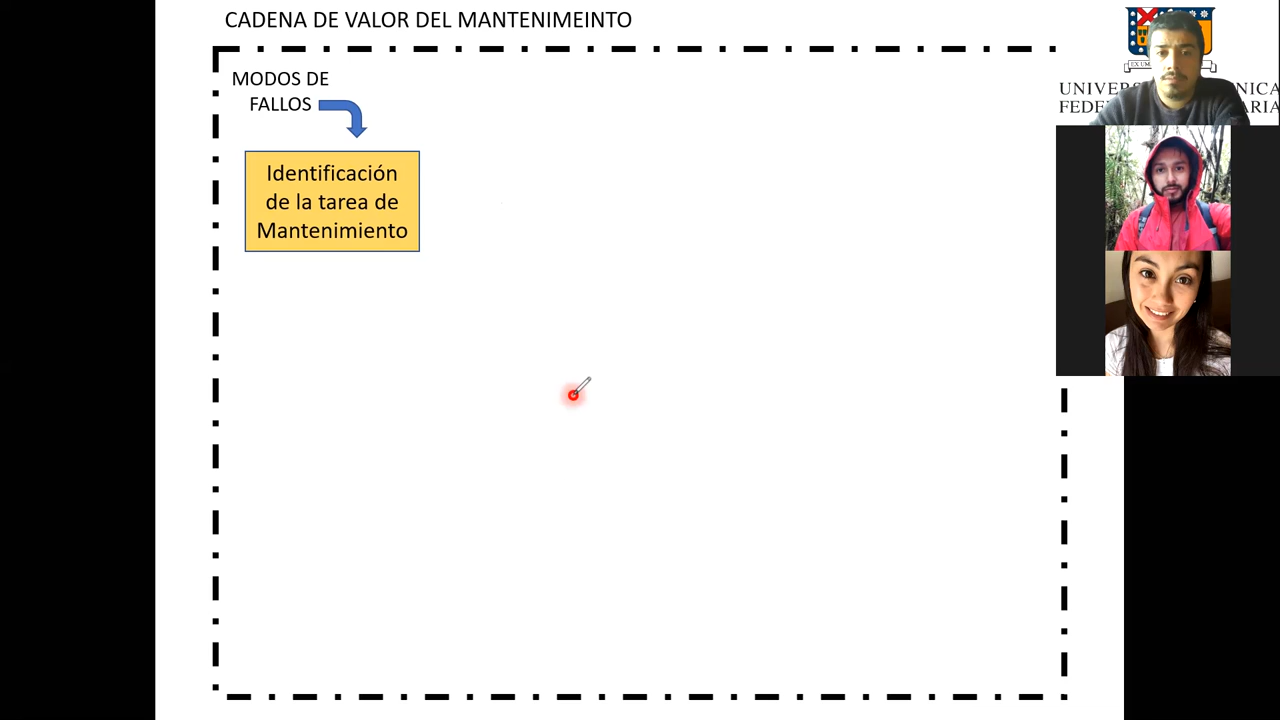 CADENA DE VALOR DEL MANTENIMEINTO
MODOS DE
FALLOS
Identificación
de la tarea de
Mantenimiento